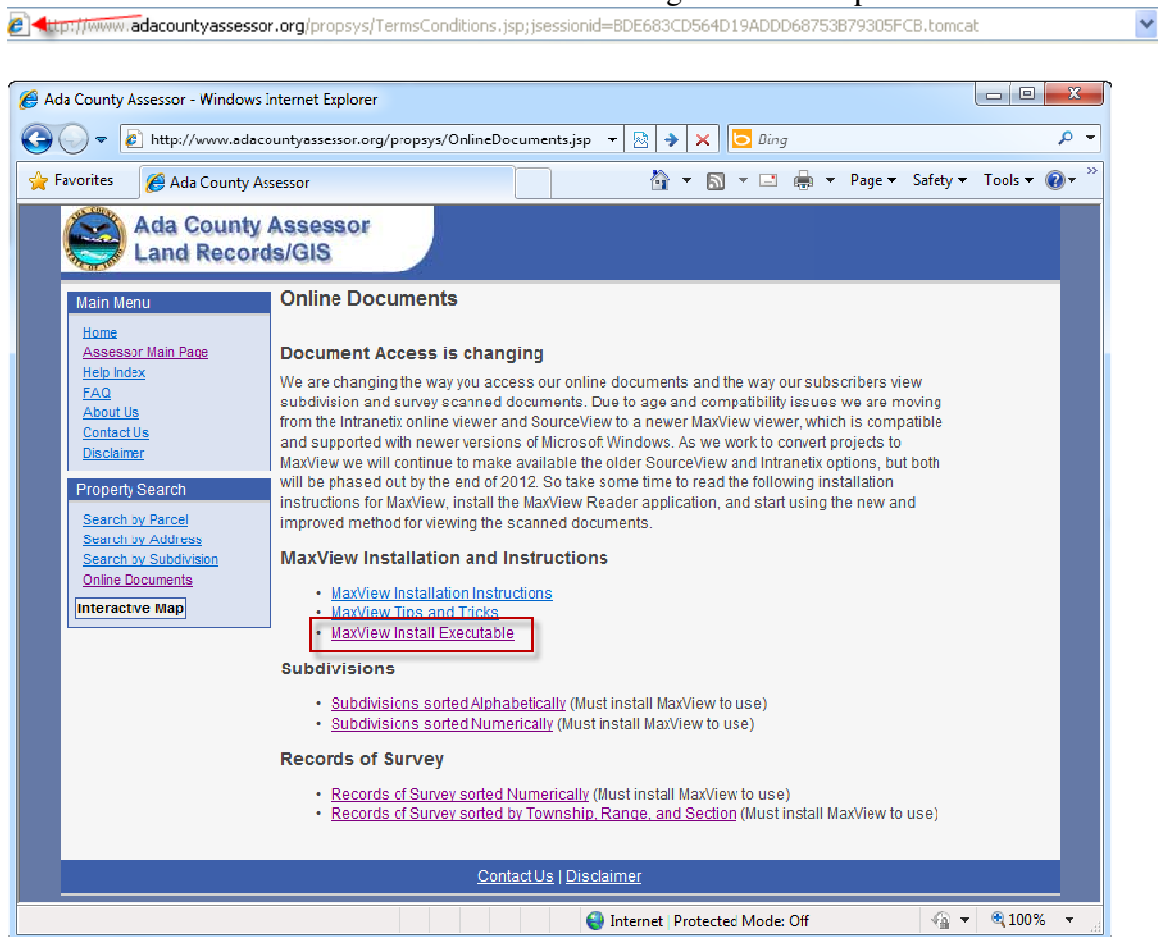 http://www.adacountyassessor.org/propsys/TermsConditions.jsp;jsessionid=BDE683CD564D19ADDD68753B79305FCB.tomcat
Ada County Assessor - Windows Internet Explorer
http://www.adacountyassessor.org/propsys/OnlineDocuments.jsp
Bing
Favorites
Ada County Assessor
Page
Safety
Tools
Ada County Assessor
Land Records/GIS
Main Menu
Home
Assessor Main Page
Help Index
FAQ
About Us
Contact Us
Disclaimer
Property Search
Search by Parcel
Search by Address
Search by Subdivision
Online Documents
Interactive Map
Online Documents
Document Access is changing
We are changing the way you access our online documents and the way our subscribers view
subdivision and survey scanned documents. Due to age and compatibility issues we are moving
from the Intranetix online viewer and SourceView to a newer MaxView viewer, which is compatible
and supported with newer versions of Microsoft Windows. As we work to convert projects to
MaxView we will continue to make available the older SourceView and Intranetix options, but both
will be phased out by the end of 2012. So take some time to read the following installation
instructions for MaxView, install the MaxView Reader application, and start using the new and
improved method for viewing the scanned documents.
MaxView Installation and Instructions
• MaxView Installation Instructions
• MaxView Tips and Tricks
• MaxView Install Executable
Subdivisions
• Subdivisions sorted Alphabetically (Must install MaxView to use)
• Subdivisions sorted Numerically (Must install MaxView to use)
Records of Survey
• Records of Survey sorted Numerically (Must install MaxView to use)
• Records of Survey sorted by Township, Range, and Section (Must install MaxView to use)
Contact Us | Disclaimer
Internet | Protected Mode: Off
100%